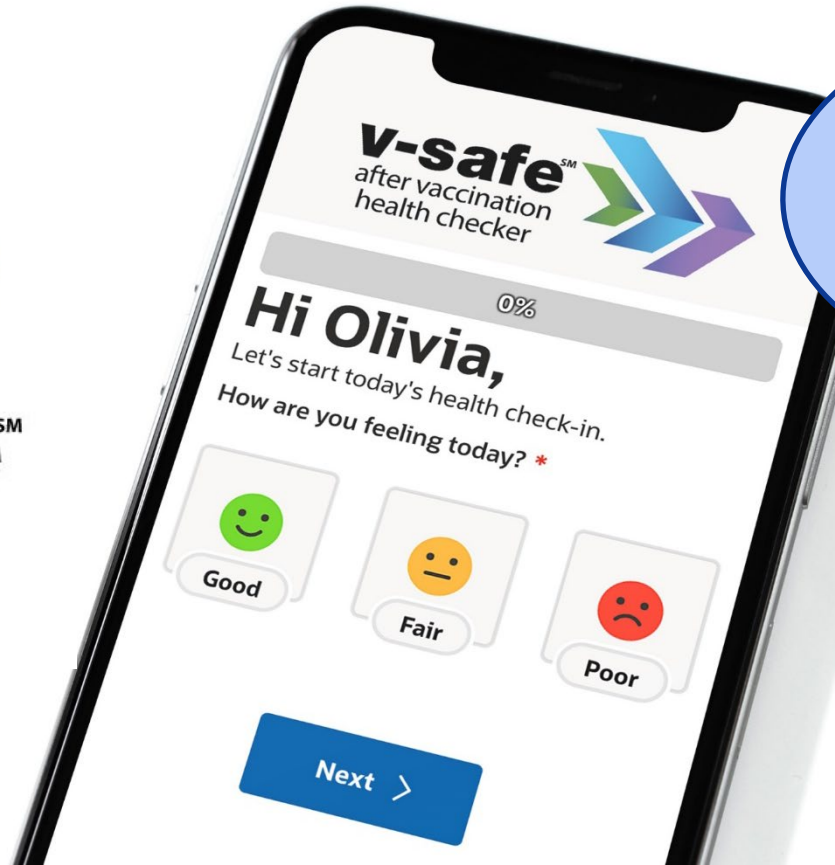 v-safe℠
after vaccination
health checker
0%
Hi Olivia,
Let's start today's health check-in.
How are you feeling today? *
Good
Fair
Poor
Next >
SM